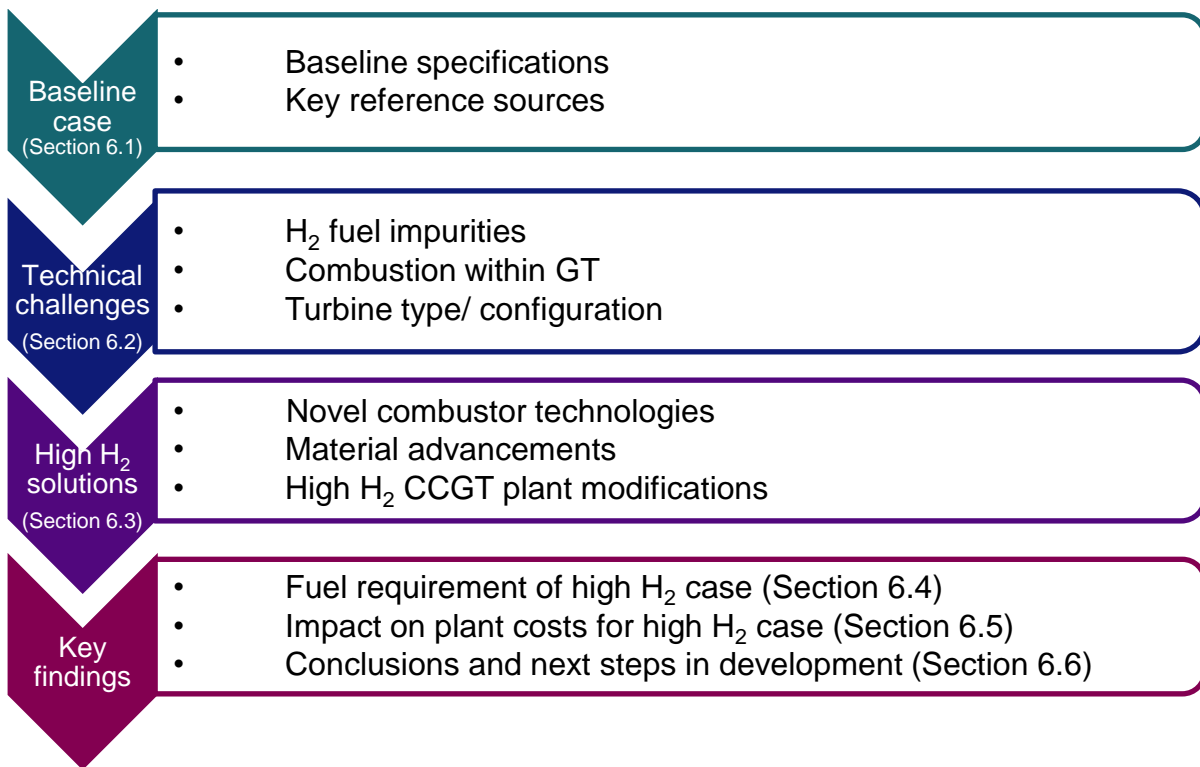 Baseline
case
(Section 6.1)
• Baseline specifications
• Key reference sources
Technical
challenges
(Section 6.2)
• H₂ fuel impurities
• Combustion within GT
• Turbine type/ configuration
High H₂
solutions
(Section 6.3)
• Novel combustor technologies
• Material advancements
• High H₂ CCGT plant modifications
Key
findings
• Fuel requirement of high H₂ case (Section 6.4)
• Impact on plant costs for high H₂ case (Section 6.5)
• Conclusions and next steps in development (Section 6.6)